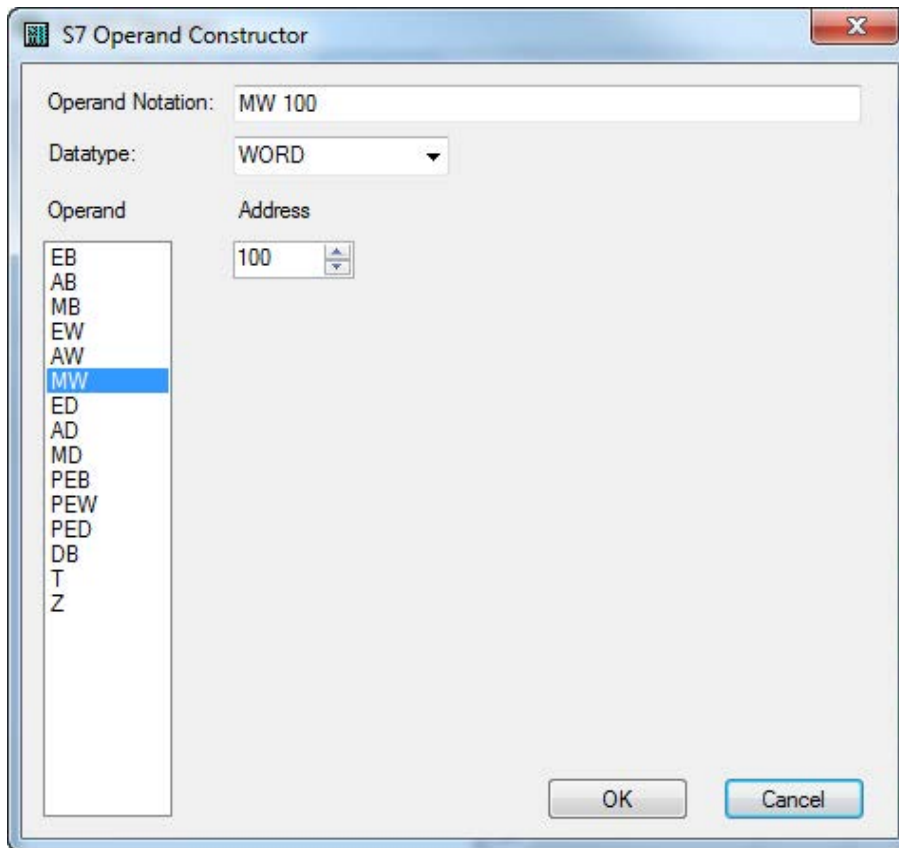 S7 Operand Constructor
Operand Notation: MW 100
Datatype: WORD
Operand Address
100
EB
AB
MB
EW
AW
MW
ED
AD
MD
PEB
PEW
PED
DB
T
Z
OK Cancel